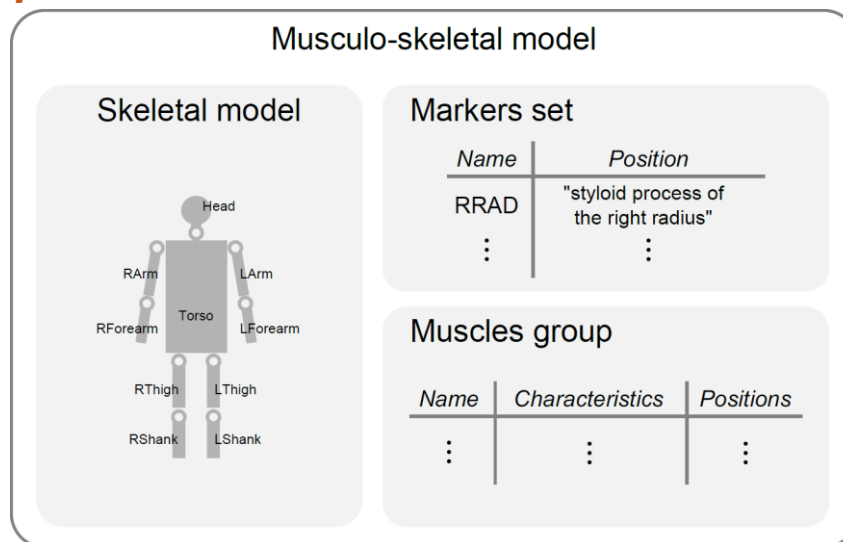 Musculo-skeletal model
Skeletal model
Head
RArm
LArm
Torso
RForearm
LForearm
RThigh
LThigh
RShank
LShank
Markers set
Name Position
RRAD "styloid process of
the right radius"
⋮ ⋮
Muscles group
Name Characteristics Positions
⋮ ⋮ ⋮